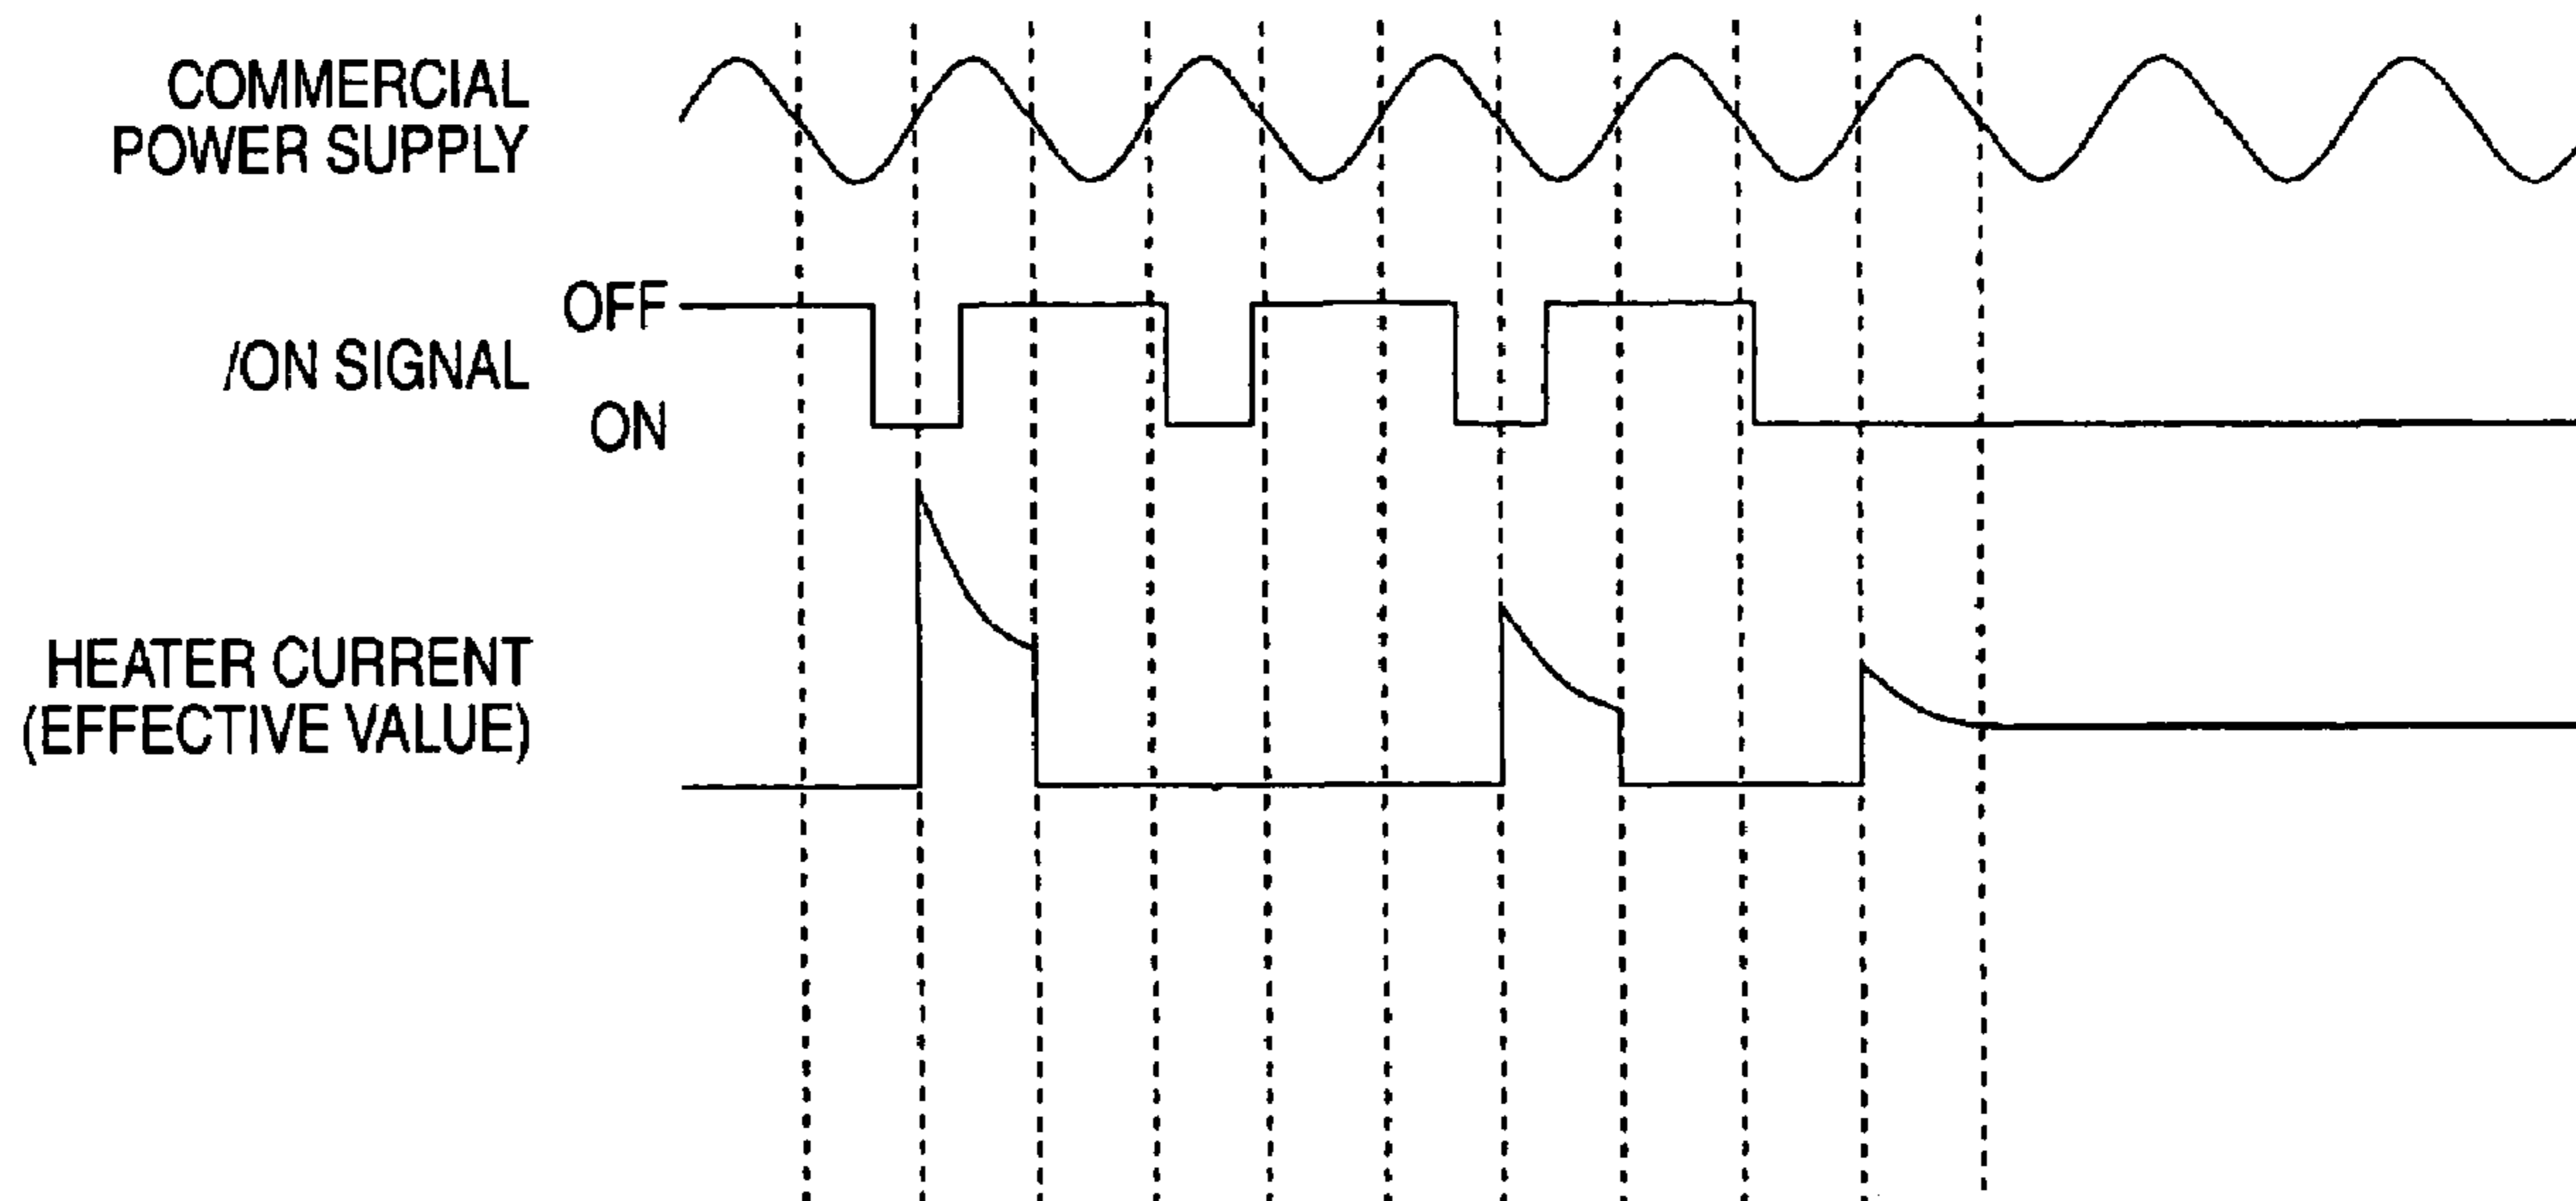 COMMERCIAL
POWER SUPPLY
OFF
/ON SIGNAL
ON
HEATER CURRENT
(EFFECTIVE VALUE)